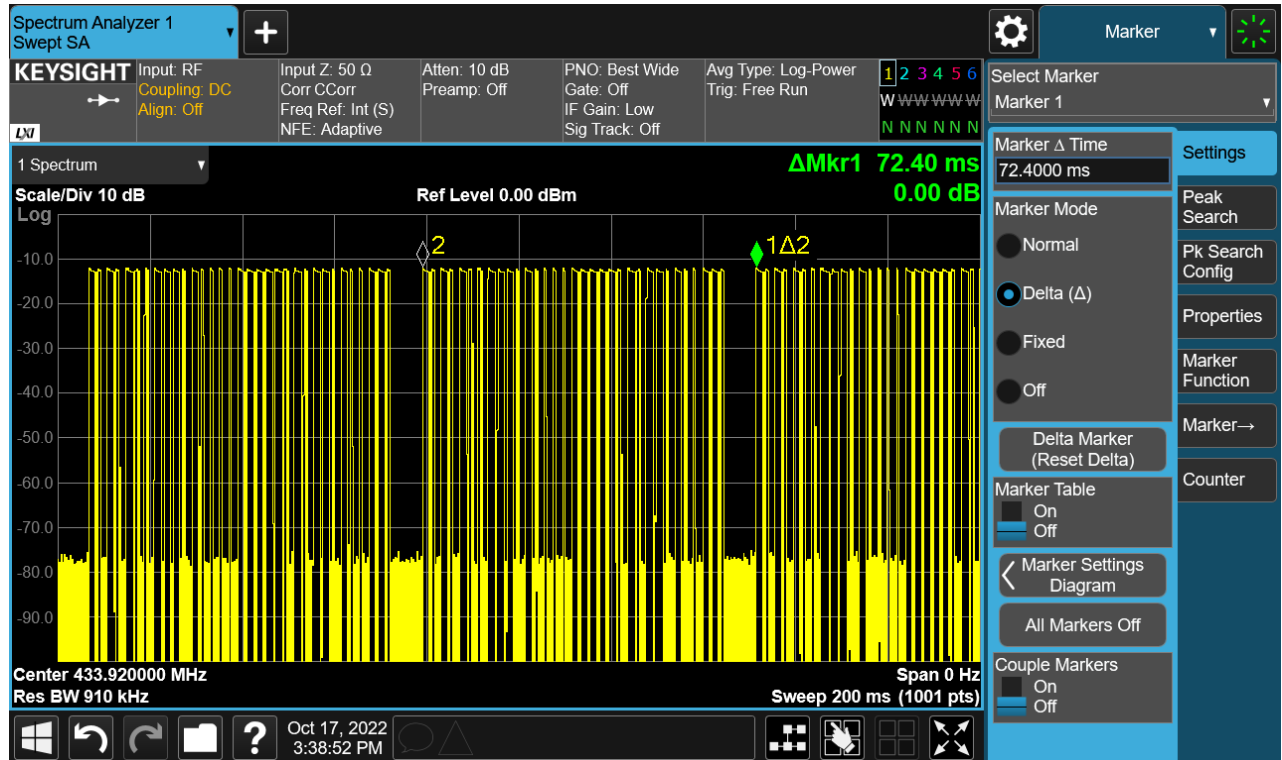 Spectrum Analyzer 1
Swept SA
Marker
KEYSIGHT
LXI
Input: RF
Coupling: DC
Align: Off
Input Z: 50 Ω
Corr CCorr
Freq Ref: Int (S)
NFE: Adaptive
Atten: 10 dB
Preamp: Off
PNO: Best Wide
Gate: Off
IF Gain: Low
Sig Track: Off
Avg Type: Log-Power
Trig: Free Run
1 2 3 4 5 6
W W W W W W
N N N N N N
1 Spectrum
ΔMkr1 72.40 ms
0.00 dB
Scale/Div 10 dB
Ref Level 0.00 dBm
Log
2
1Δ2
-10.0
-20.0
-30.0
-40.0
-50.0
-60.0
-70.0
-80.0
-90.0
Center 433.920000 MHz
Span 0 Hz
Res BW 910 kHz
Sweep 200 ms (1001 pts)
?
Oct 17, 2022
3:38:52 PM
Select Marker
Marker 1
Marker Δ Time
72.4000 ms
Marker Mode
Normal
Delta (Δ)
Fixed
Off
Delta Marker
(Reset Delta)
Marker Table
On
Off
Marker Settings
Diagram
All Markers Off
Couple Markers
On
Off
Settings
Peak
Search
Pk Search
Config
Properties
Marker
Function
Marker→
Counter